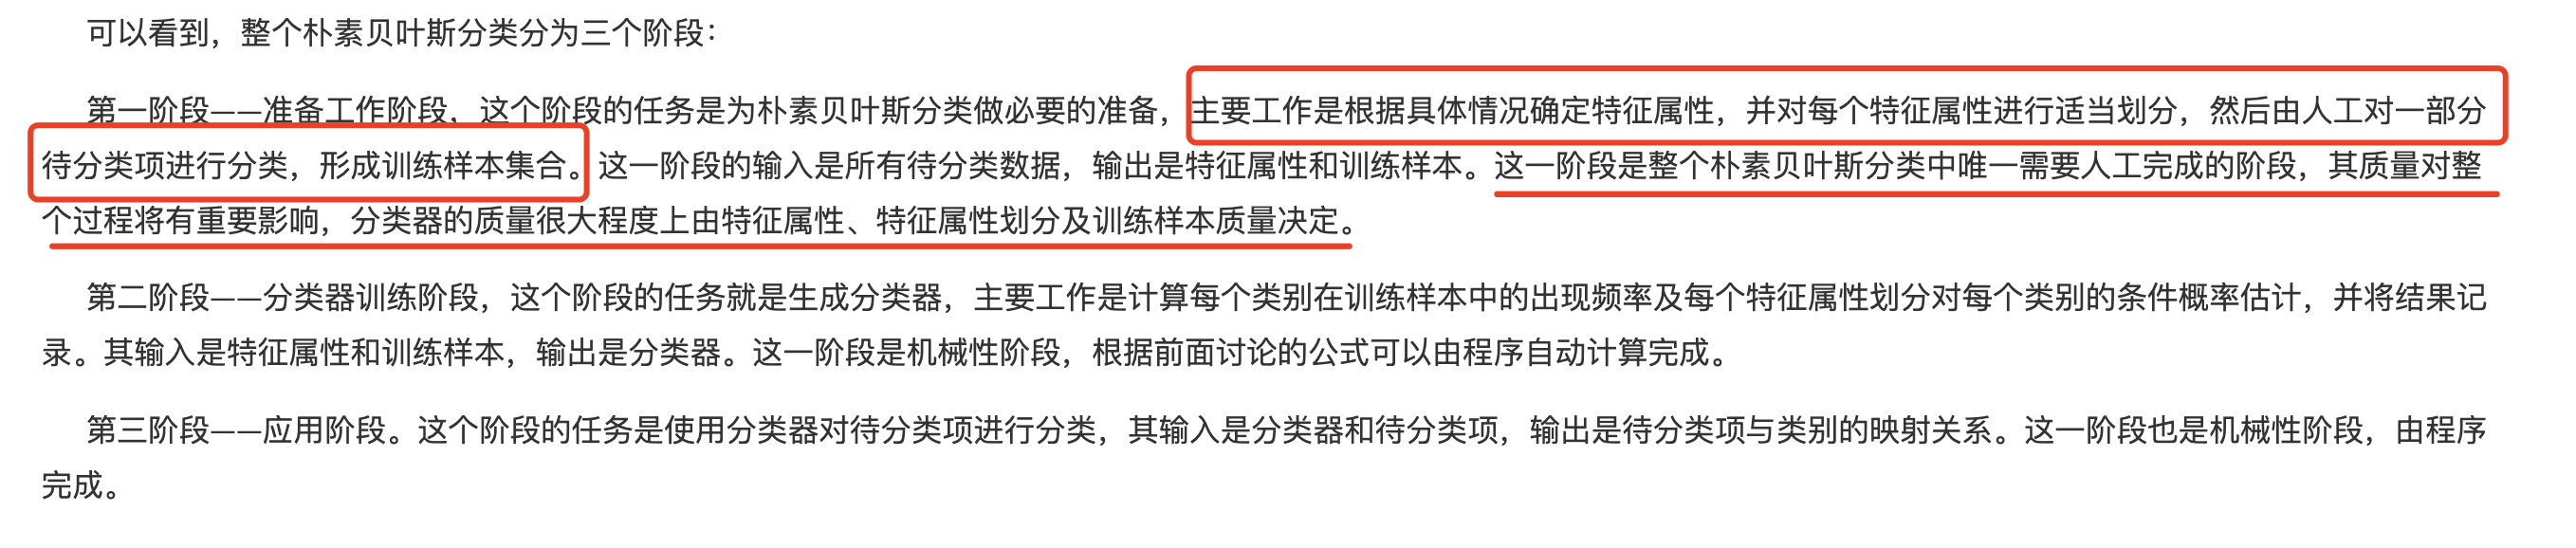 可以看到，整个朴素贝叶斯分类分为三个阶段：
第一阶段——准备工作阶段，这个阶段的任务是为朴素贝叶斯分类做必要的准备，主要工作是根据具体情况确定特征属性，并对每个特征属性进行适当划分，然后由人工对一部分
待分类项进行分类，形成训练样本集合。这一阶段的输入是所有待分类数据，输出是特征属性和训练样本。这一阶段是整个朴素贝叶斯分类中唯一需要人工完成的阶段，其质量对整
个过程将有重要影响，分类器的质量很大程度上由特征属性、特征属性划分及训练样本质量决定。
第二阶段——分类器训练阶段，这个阶段的任务就是生成分类器，主要工作是计算每个类别在训练样本中的出现频率及每个特征属性划分对每个类别的条件概率估计，并将结果记
录。其输入是特征属性和训练样本，输出是分类器。这一阶段是机械性阶段，根据前面讨论的公式可以由程序自动计算完成。
第三阶段——应用阶段。这个阶段的任务是使用分类器对待分类项进行分类，其输入是分类器和待分类项，输出是待分类项与类别的映射关系。这一阶段也是机械性阶段，由程序
完成。